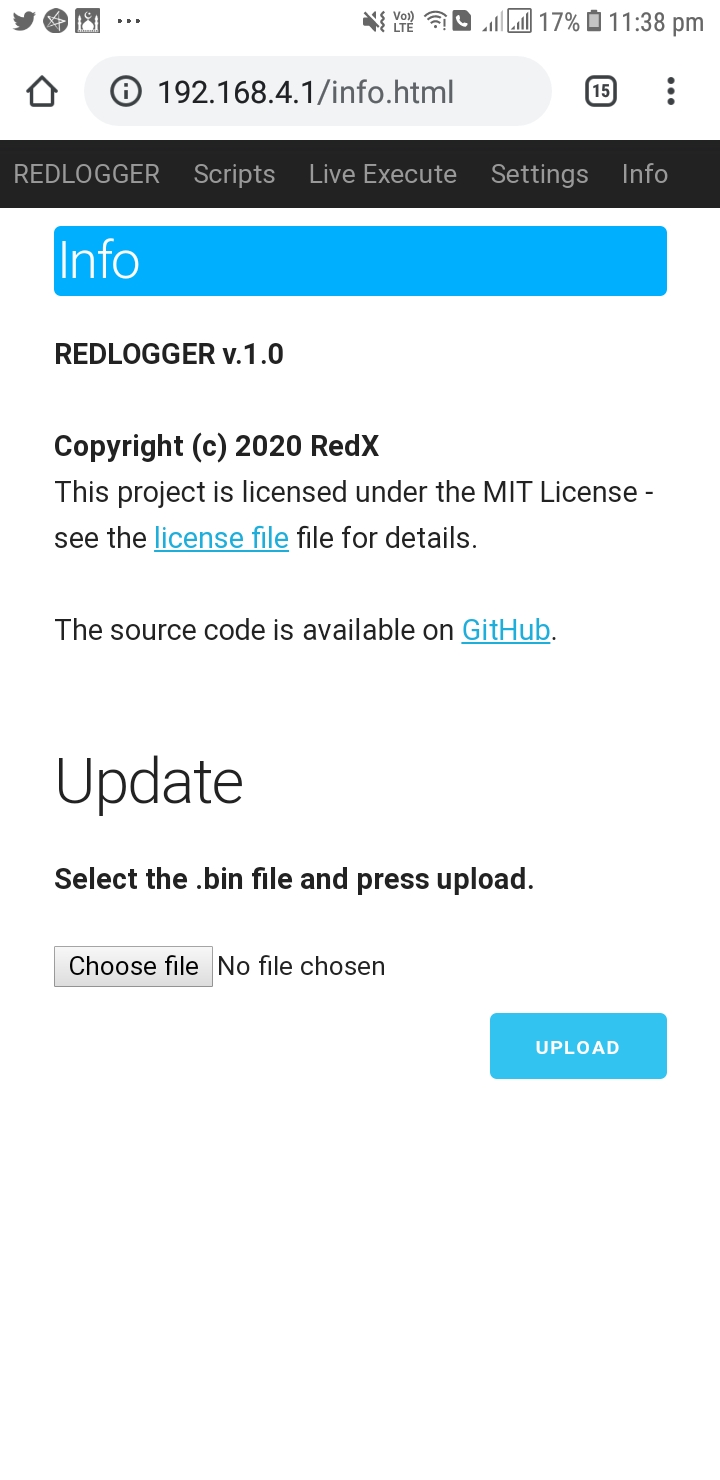 Vo)) LTE 17% 11:38 pm
192.168.4.1/info.html 15
REDLOGGER Scripts Live Execute Settings Info
Info
REDLOGGER v.1.0
Copyright (c) 2020 RedX
This project is licensed under the MIT License -
see the license file file for details.
The source code is available on GitHub.
Update
Select the .bin file and press upload.
Choose file No file chosen
UPLOAD